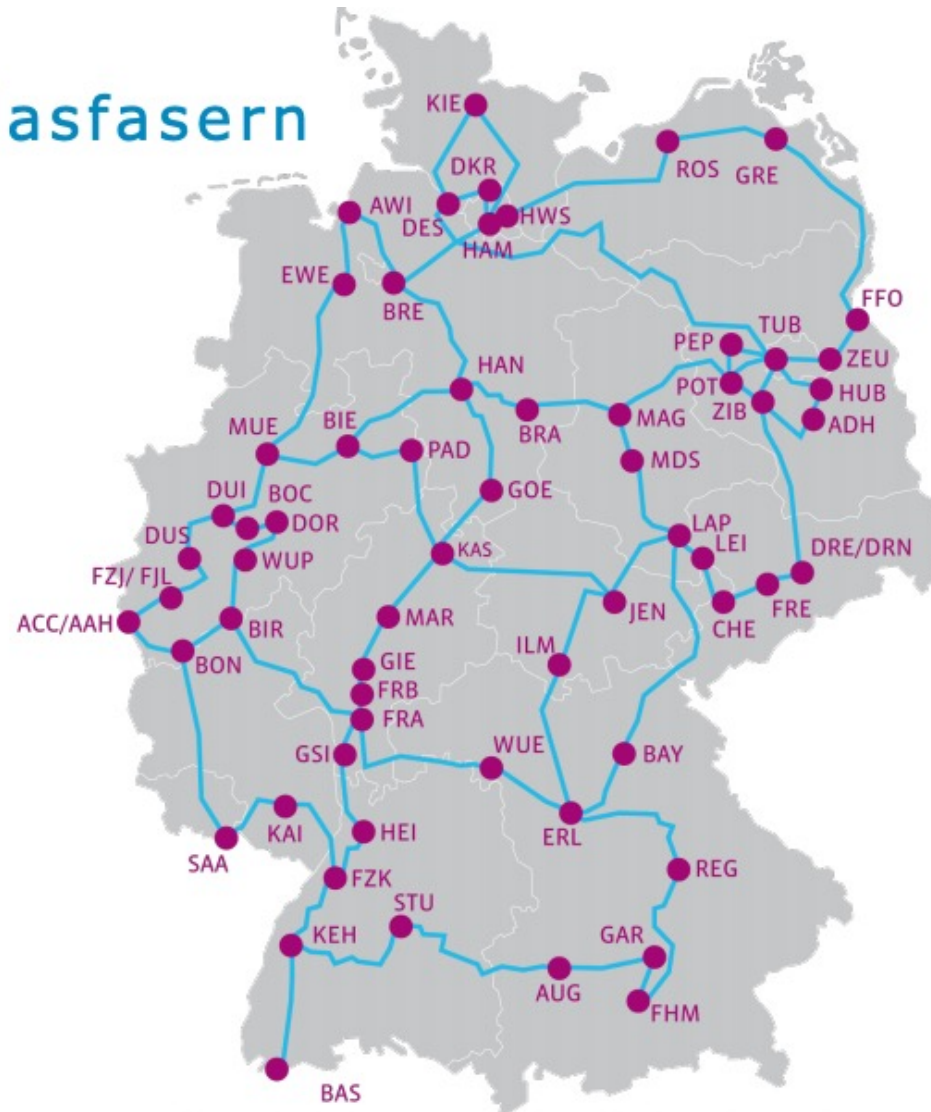 asfasern
KIE
DKR
ROS
GRE
AWI
DES
HWS
HAM
EWE
BRE
FFO
TUB
PEP
ZEU
HAN
POT
HUB
ZIB
BIE
MAG
ADH
MUE
BRA
PAD
MDS
DUI
BOC
GOE
DOR
LAP
DUS
KAS
LEI
DRE/DRN
WUP
FZJ/ FJL
FRE
JEN
CHE
ACC/AAH
MAR
BIR
ILM
BON
GIE
FRB
FRA
WUE
GSI
BAY
KAI
HEI
ERL
SAA
REG
FZK
STU
KEH
GAR
AUG
FHM
BAS